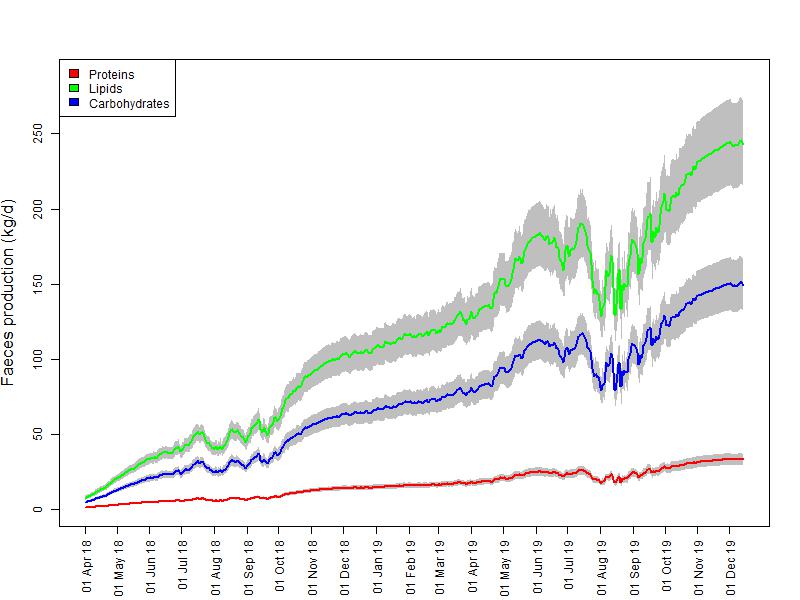 Proteins
Lipids
Carbohydrates
Faeces production (kg/d)
250
200
150
100
50
0
01 Apr 18
01 May 18
01 Jun 18
01 Jul 18
01 Aug 18
01 Sep 18
01 Oct 18
01 Nov 18
01 Dec 18
01 Jan 19
01 Feb 19
01 Mar 19
01 Apr 19
01 May 19
01 Jun 19
01 Jul 19
01 Aug 19
01 Sep 19
01 Oct 19
01 Nov 19
01 Dec 19